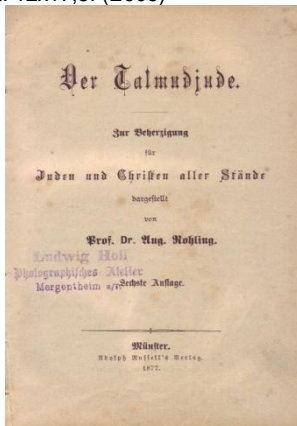 Der Talmudjude.
Zur Beherzigung
für
Juden und Christen aller Stände
dargestellt
von
Prof. Dr. Aug. Rohling.
Ludwig Holl
Photographisches Atelier
Mergentheim a/T.
Sechste Auflage.
Münster.
Adolph Russell's Verlag.
1877.